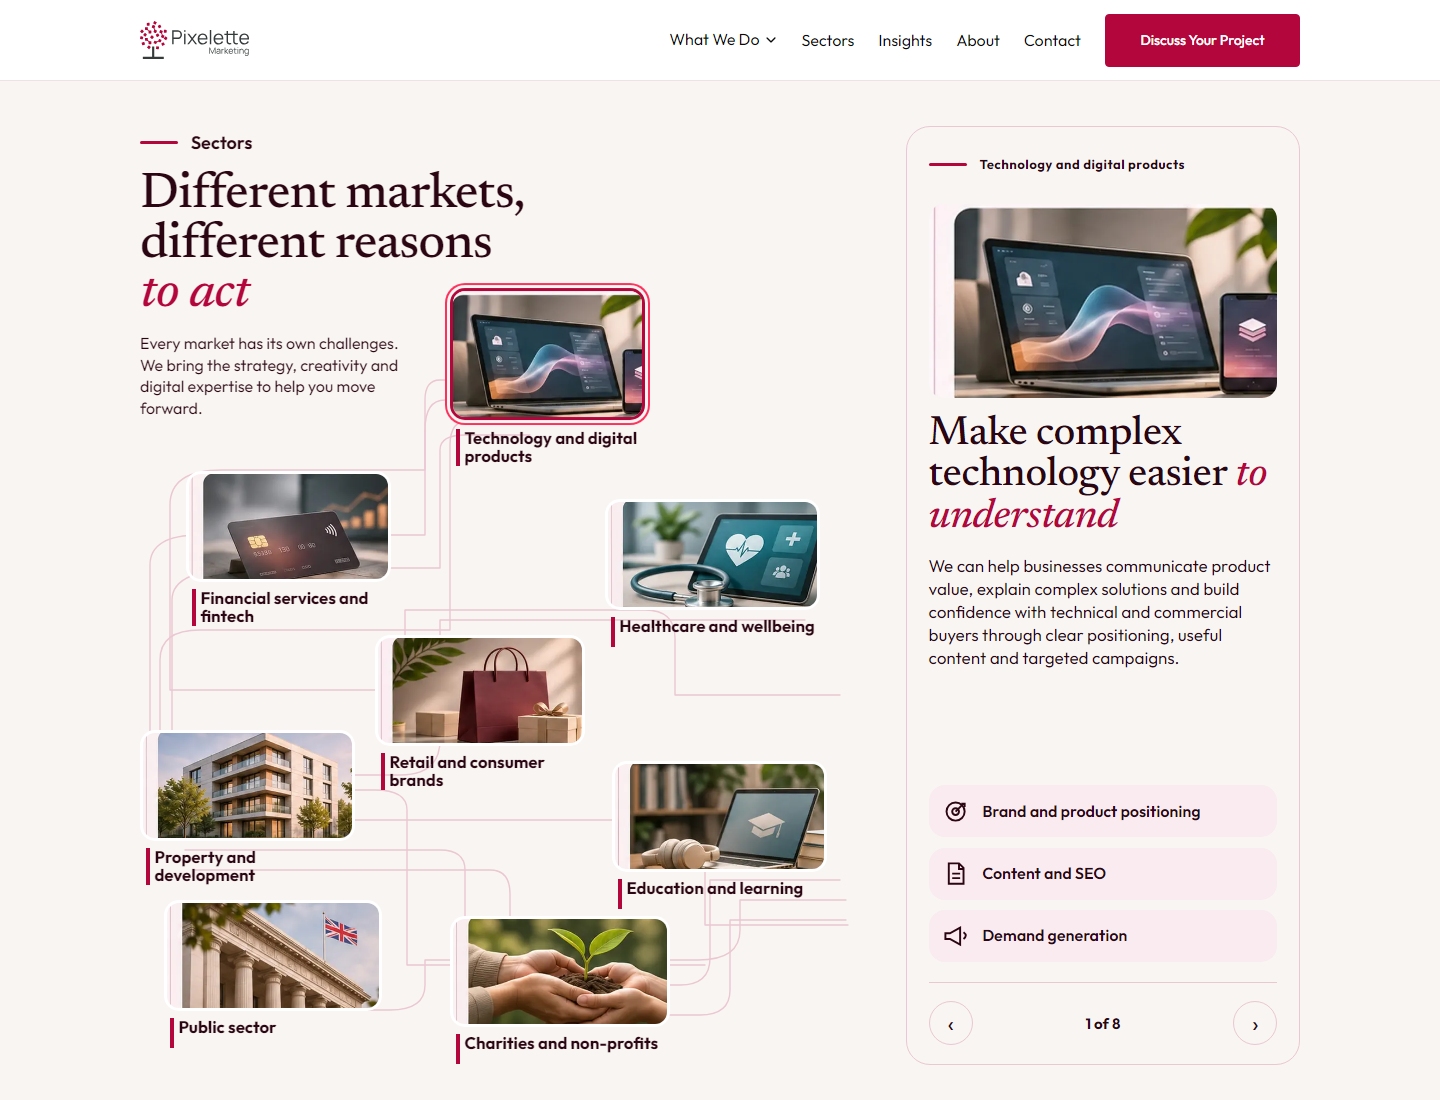 Pixelette
Marketing
What We Do
Sectors
Insights
About
Contact
Discuss Your Project
Sectors
Different markets,
different reasons
to act
Every market has its own challenges.
We bring the strategy, creativity and
digital expertise to help you move
forward.
Technology and digital
products
Financial services and
fintech
Healthcare and wellbeing
Retail and consumer
brands
Property and
development
Education and learning
Public sector
Charities and non-profits
Technology and digital products
Make complex
technology easier to
understand
We can help businesses communicate product
value, explain complex solutions and build
confidence with technical and commercial
buyers through clear positioning, useful
content and targeted campaigns.
Brand and product positioning
Content and SEO
Demand generation
‹
1 of 8
›